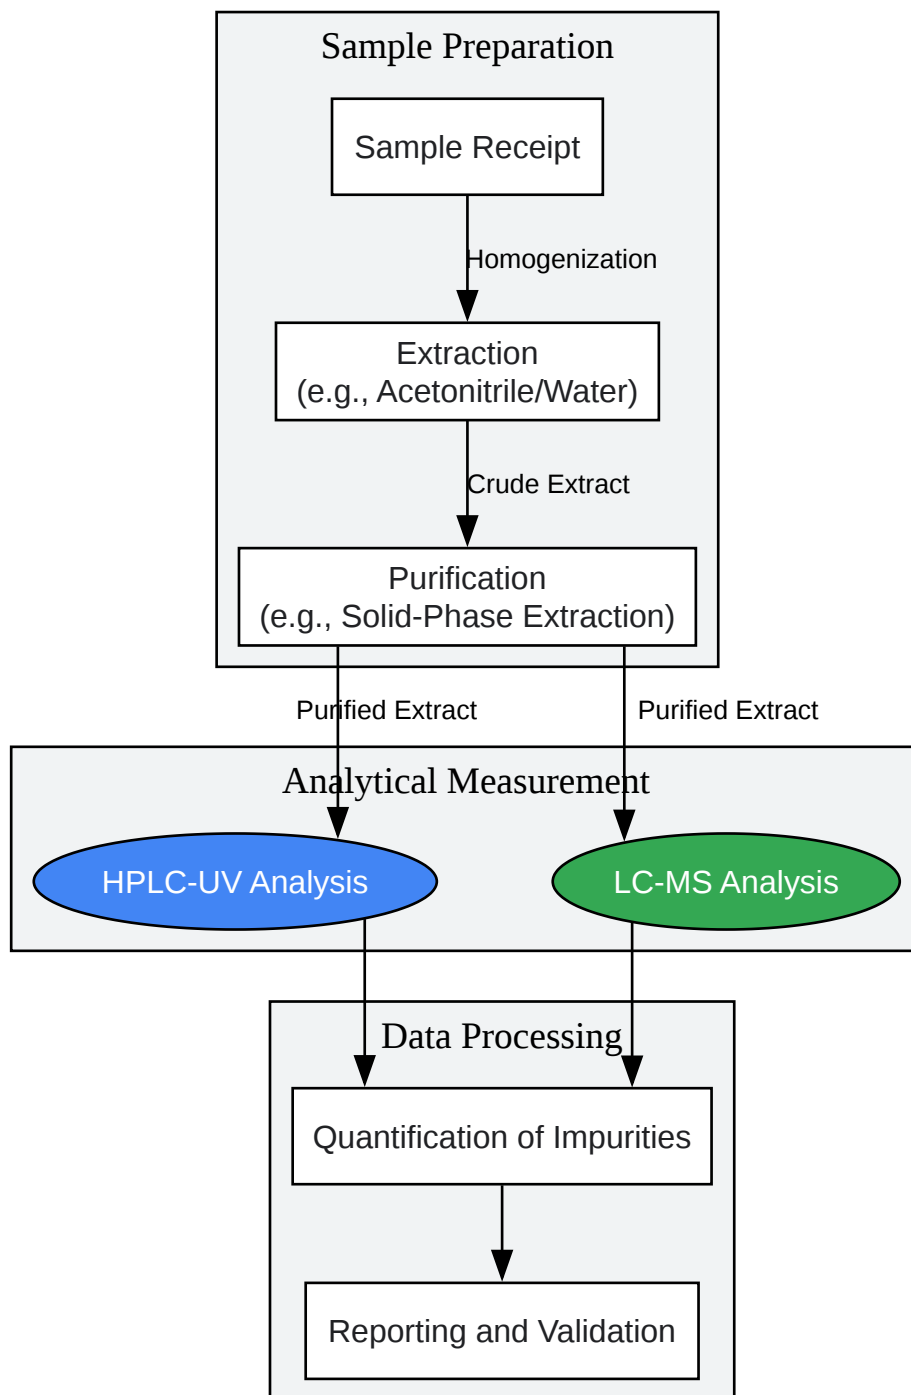 Sample Preparation
Sample Receipt
Homogenization
Extraction
(e.g., Acetonitrile/Water)
Crude Extract
Purification
(e.g., Solid-Phase Extraction)
Purified Extract
Purified Extract
Analytical Measurement
HPLC-UV Analysis
LC-MS Analysis
Data Processing
Quantification of Impurities
Reporting and Validation